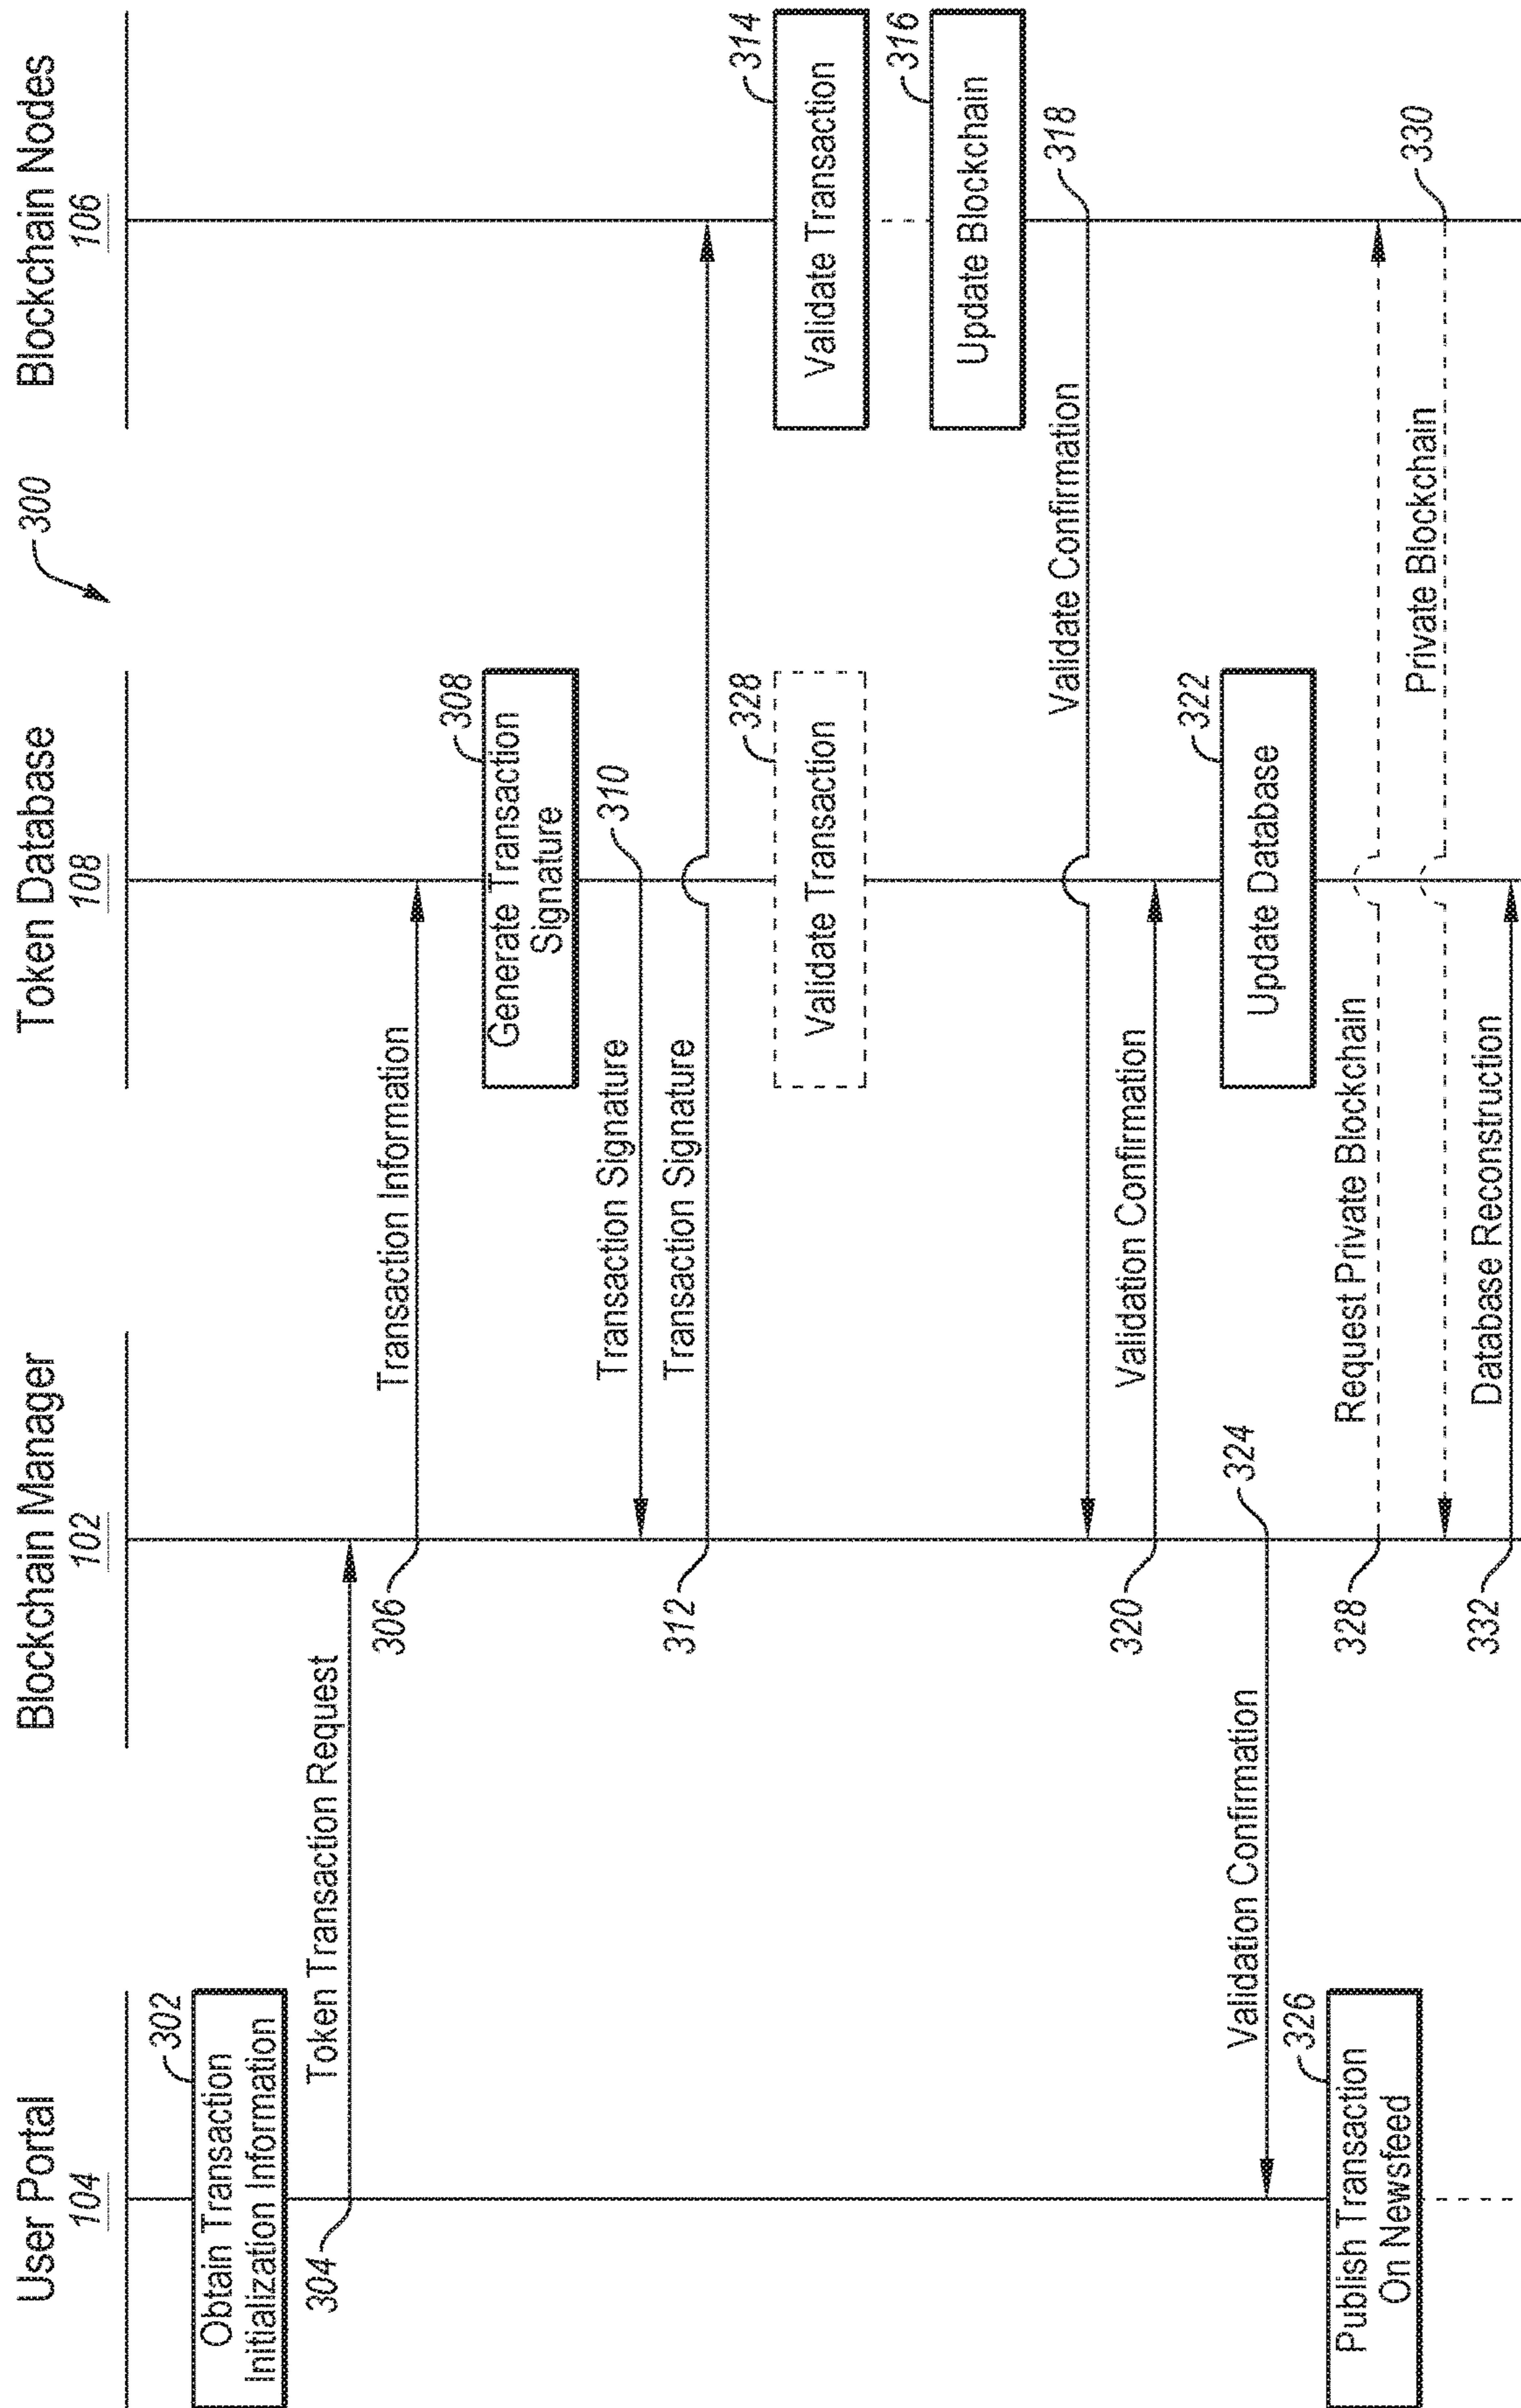 300
User Portal
104
Blockchain Manager
102
Token Database
108
Blockchain Nodes
106
302
Obtain Transaction
Initialization Information
Token Transaction Request
304
Transaction Information
306
308
Generate Transaction
Signature
Transaction Signature
310
Transaction Signature
312
314
Validate Transaction
328
Validate Transaction
316
Update Blockchain
Validate Confirmation
318
Validation Confirmation
320
322
Update Database
Validation Confirmation
324
326
Publish Transaction
On Newsfeed
Request Private Blockchain
328
Private Blockchain
330
Database Reconstruction
332